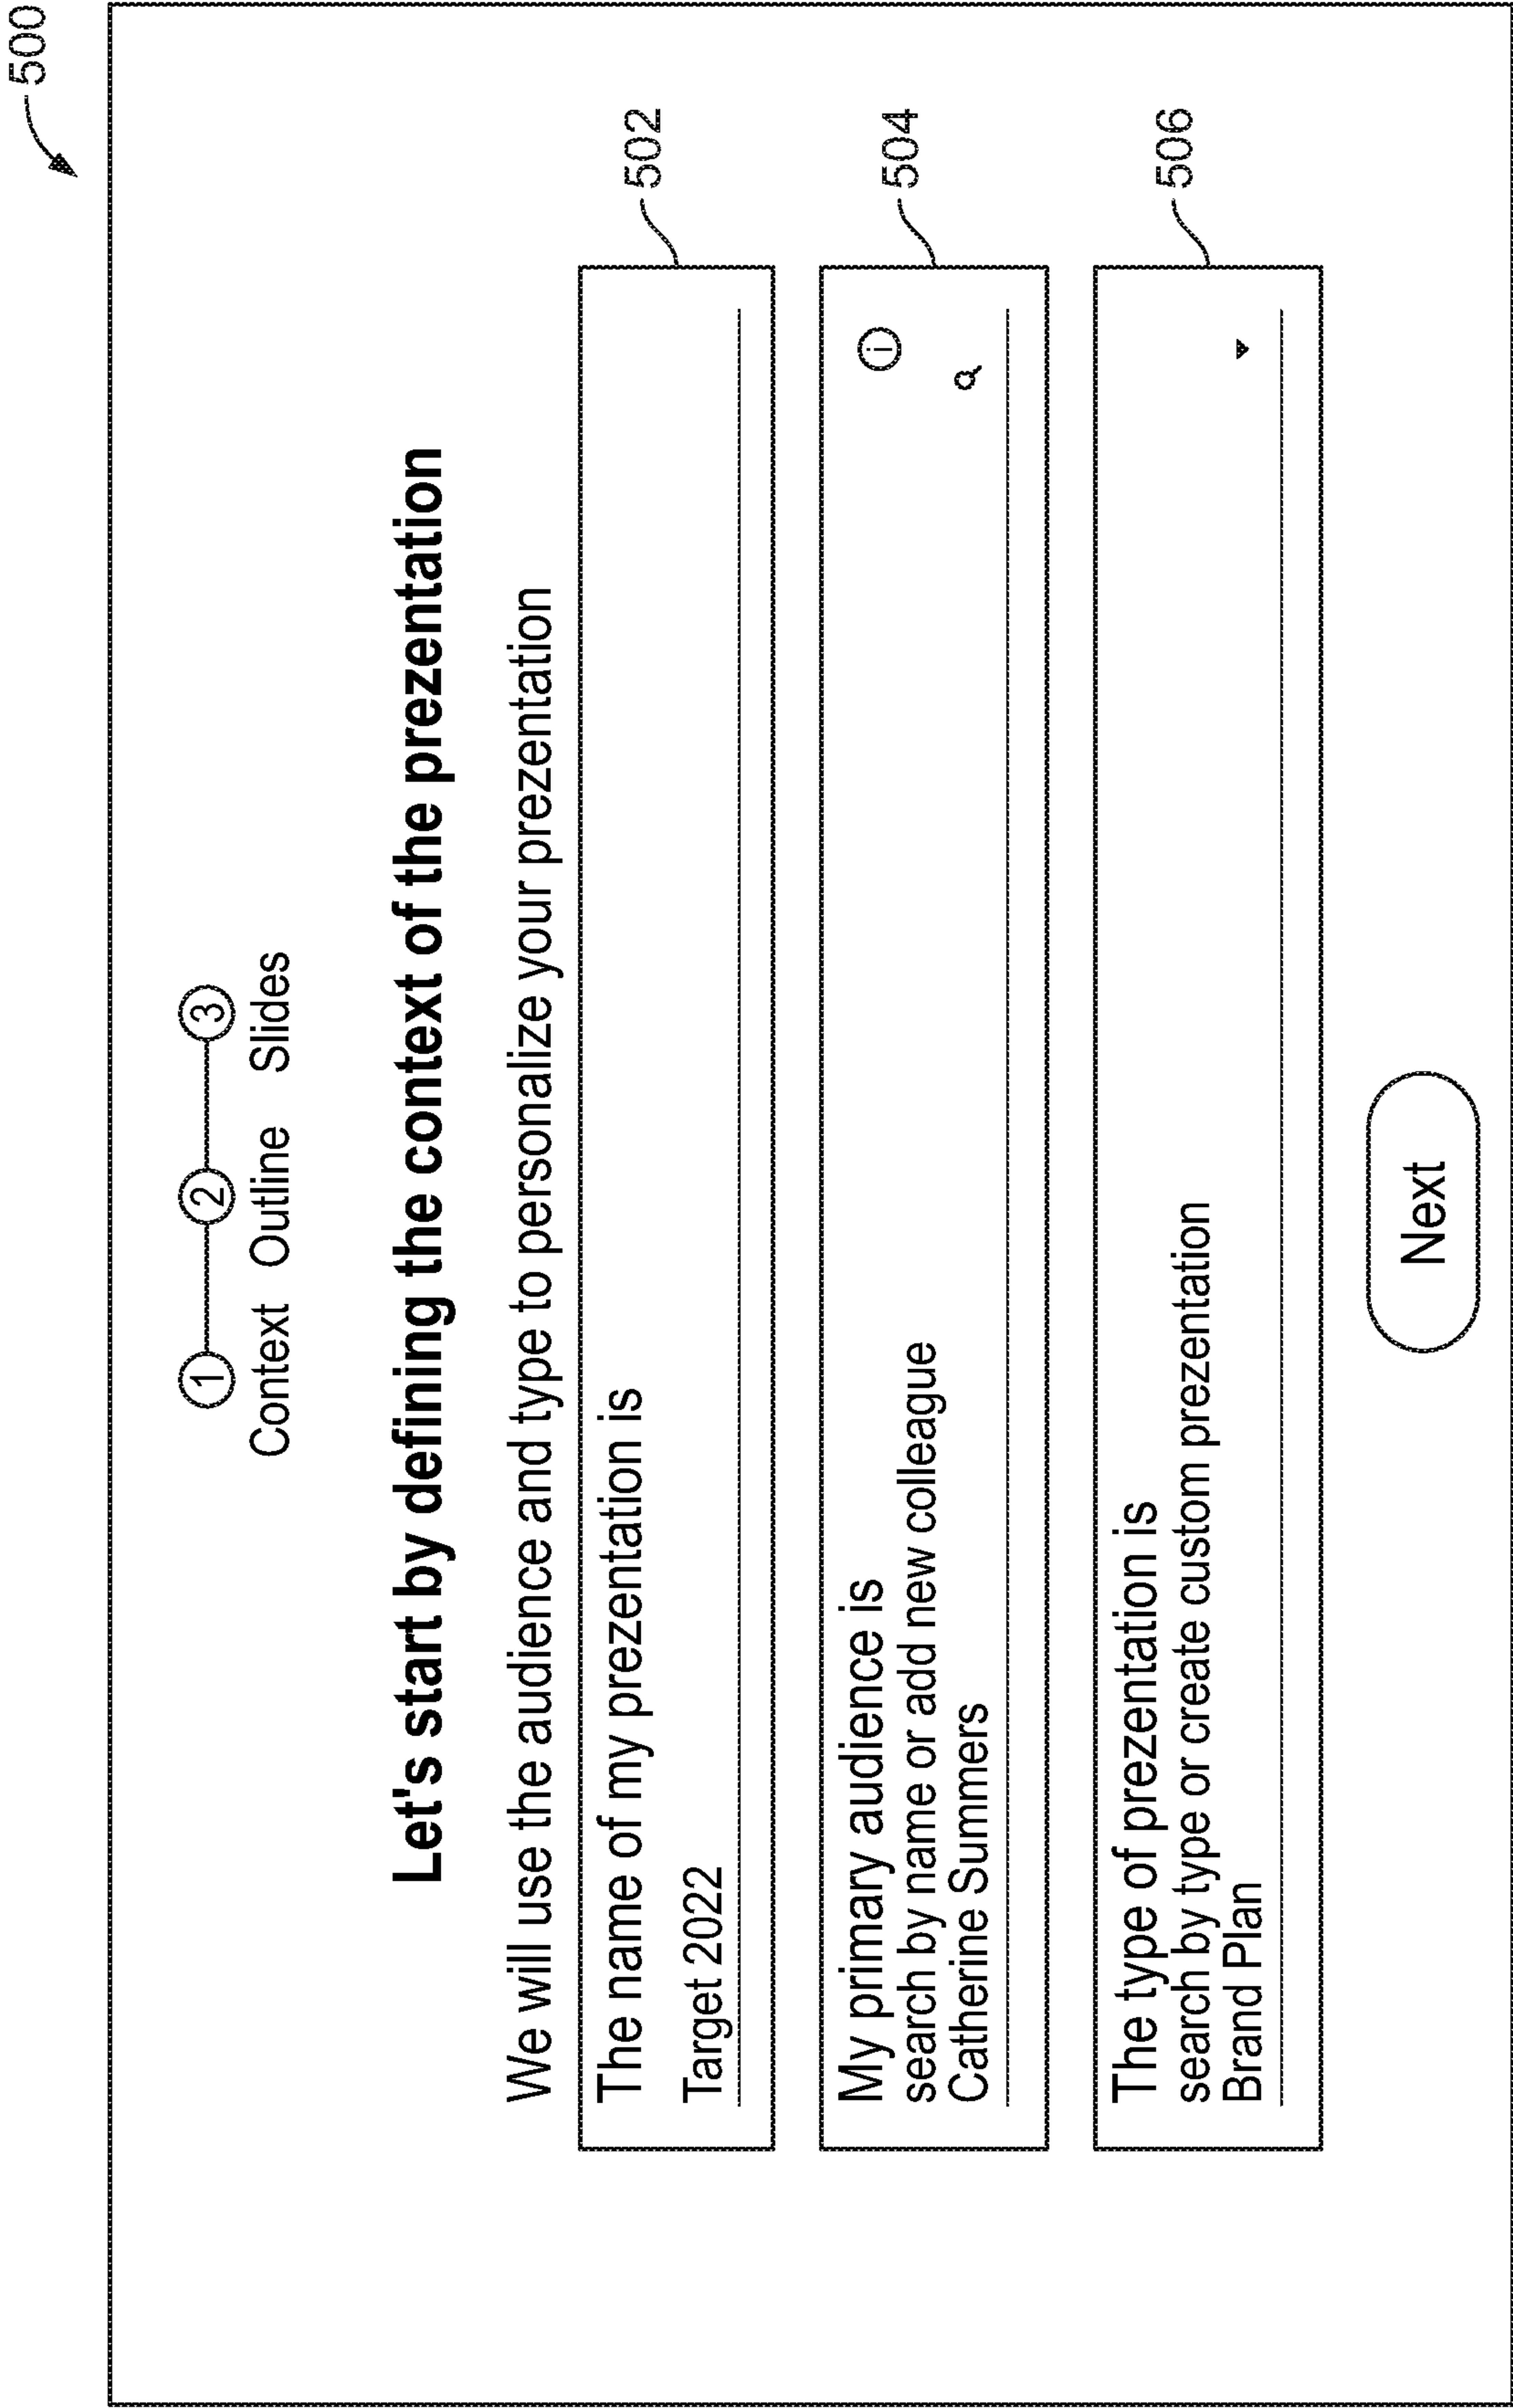 500
1 2 3
Context Outline Slides
Let's start by defining the context of the prezentation
We will use the audience and type to personalize your prezentation
The name of my prezentation is
Target 2022
502
My primary audience is
i
search by name or add new colleague
Catherine Summers
504
The type of prezentation is
search by type or create custom prezentation
Brand Plan
506
Next